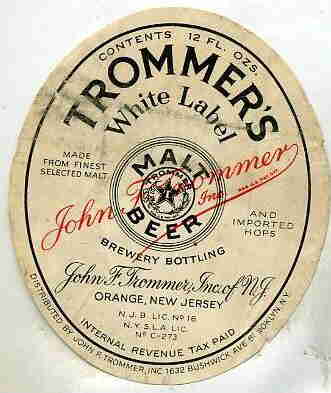 CONTENTS 12 FL. OZS.
TROMMER'S
White Label
MADE
FROM FINEST
SELECTED MALT
MALT
TROMMER
BEER
John F. Trommer
Inc.
AND
IMPORTED
HOPS
BREWERY BOTTLING
John F. Trommer, Inc. of N.J.
ORANGE, NEW JERSEY
N.J.B. LIC. Nº 16
N.Y.S.L.A. LIC.
Nº C-273
INTERNAL REVENUE TAX PAID
DISTRIBUTED BY JOHN F. TROMMER, INC 1632 BUSHWICK AVE. B'KLYN N.Y.